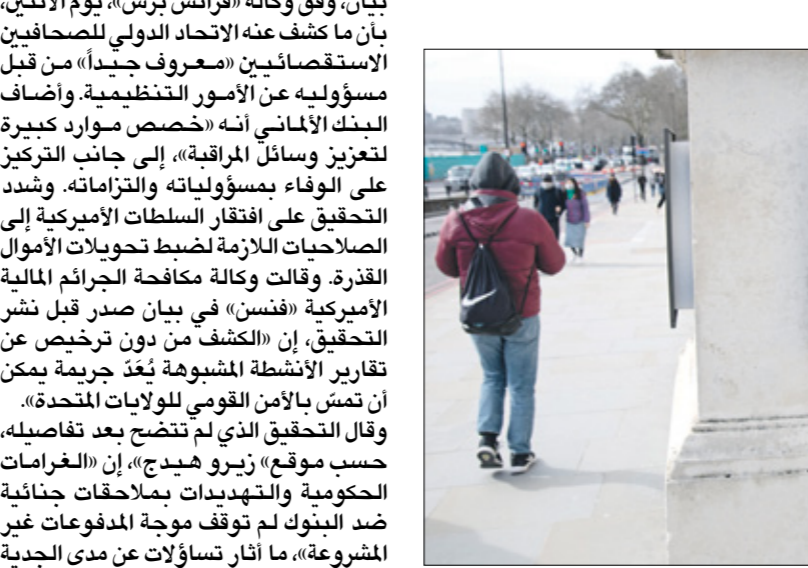 بيان، وفق وكالة «فرانس برس»، يوم الاثنين،
بأن ما كشف عنه الاتحاد الدولي للصحافيين
الاستقصائيين «معروف جيداً» من قبل
مسؤوليه عن الأمور التنظيمية. وأضاف
البنك الألماني أنه «خصص موارد كبيرة
لتعزيز وسائل المراقبة»، إلى جانب التركيز
على الوفاء بمسؤولياته والتزاماته. وشدد
التحقيق على افتقار السلطات الأميركية إلى
الصلاحيات اللازمة لضبط تحويلات الأموال
القذرة. وقالت وكالة مكافحة الجرائم المالية
الأميركية «فنسن» في بيان صدر قبل نشر
التحقيق، إن «الكشف من دون ترخيص عن
تقارير الأنشطة المشبوهة يُعَدّ جريمة يمكن
أن تمسّ بالأمن القومي للولايات المتحدة».
وقال التحقيق الذي لم تتضح بعد تفاصيله،
حسب موقع» زيرو هيدج»، إن «الغرامات
الحكومية والتهديدات بملاحقات جنائية
ضد البنوك لم توقف موجة المدفوعات غير
المشروعة»، ما أثار تساؤلات عن مدى الجدية